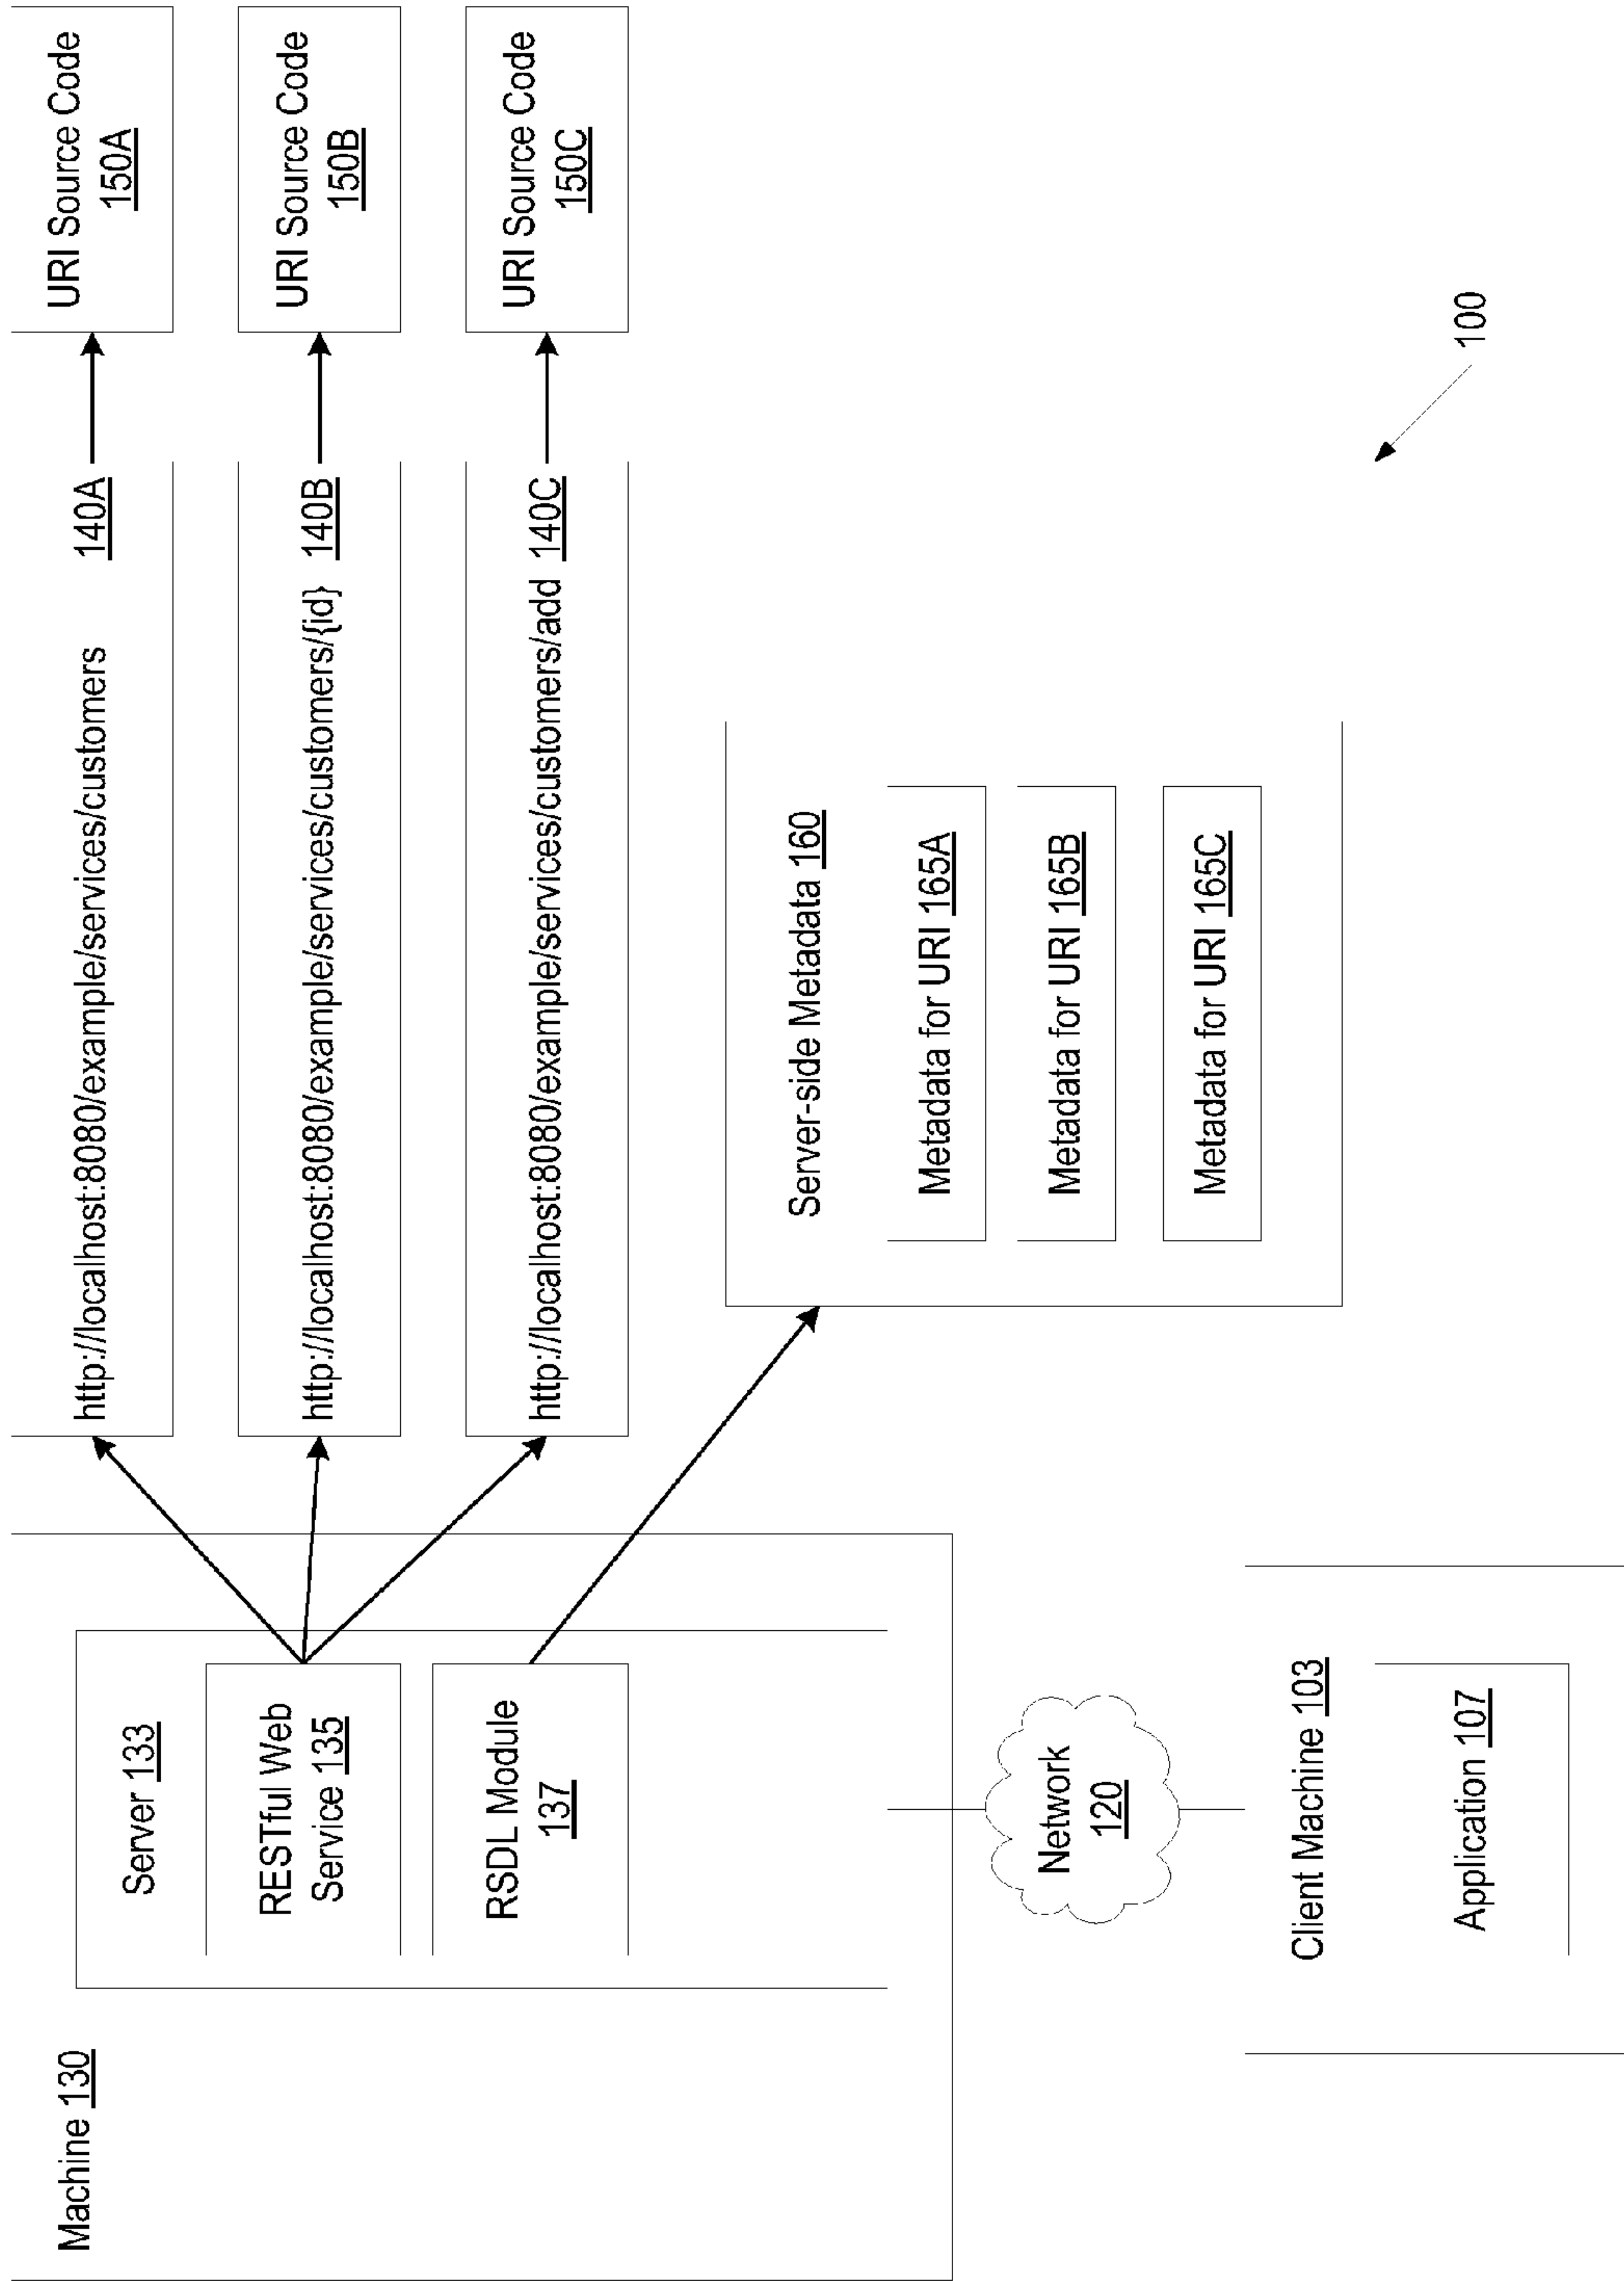 Machine 130
Server 133
RESTful Web
Service 135
RSDL Module
137
http://localhost:8080/example/services/customers 140A
URI Source Code
150A
http://localhost:8080/example/services/customers/{id} 140B
URI Source Code
150B
http://localhost:8080/example/services/customers/add 140C
URI Source Code
150C
Server-side Metadata 160
Metadata for URI 165A
Metadata for URI 165B
Metadata for URI 165C
Network
120
Client Machine 103
Application 107
100